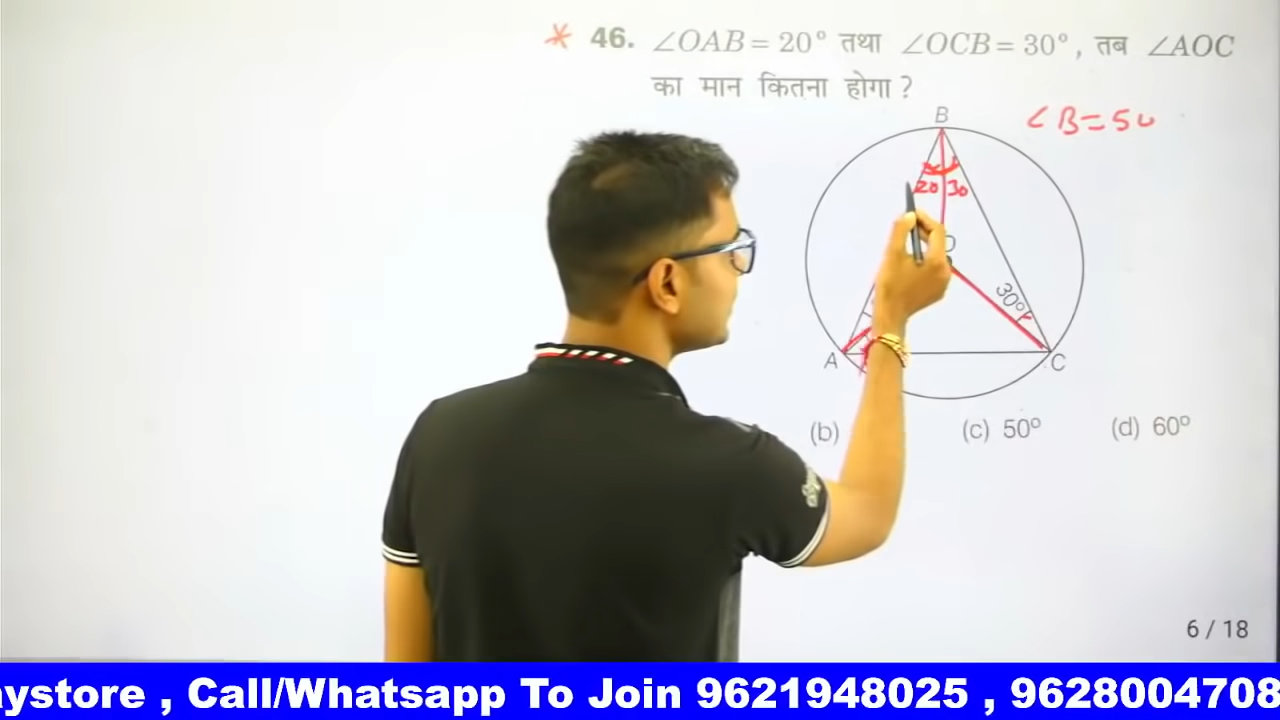 * 46. ∠OAB = 20° तथा ∠OCB = 30°, तब ∠AOC
का मान कितना होगा ?
B
∠B=50
20 30
O
30°
A
C
(b)
(c) 50°
(d) 60°
6 / 18
ystore , Call/Whatsapp To Join 9621948025 , 9628004708